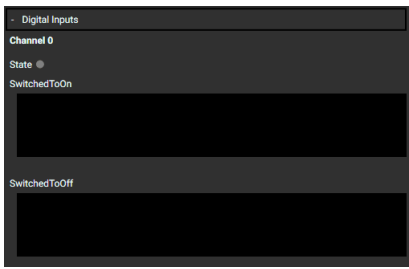 - Digital Inputs
Channel 0
State
SwitchedToOn
SwitchedToOff